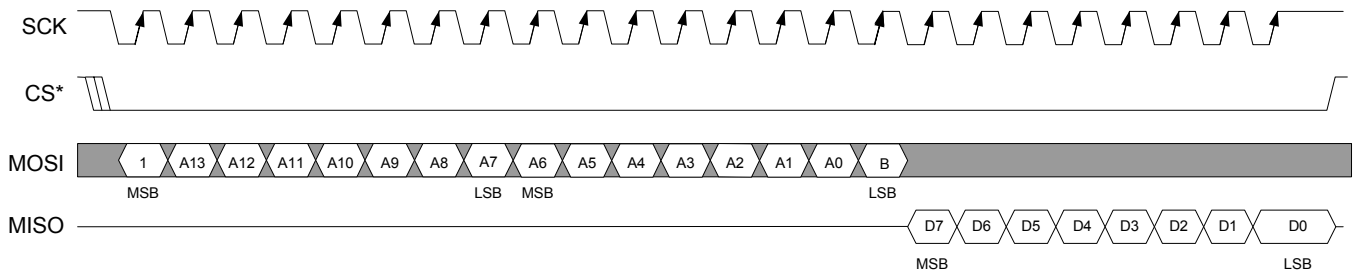 SCK
CS*
MOSI 1 A13 A12 A11 A10 A9 A8 A7 A6 A5 A4 A3 A2 A1 A0 B
MSB LSB MSB LSB
MISO D7 D6 D5 D4 D3 D2 D1 D0
MSB LSB